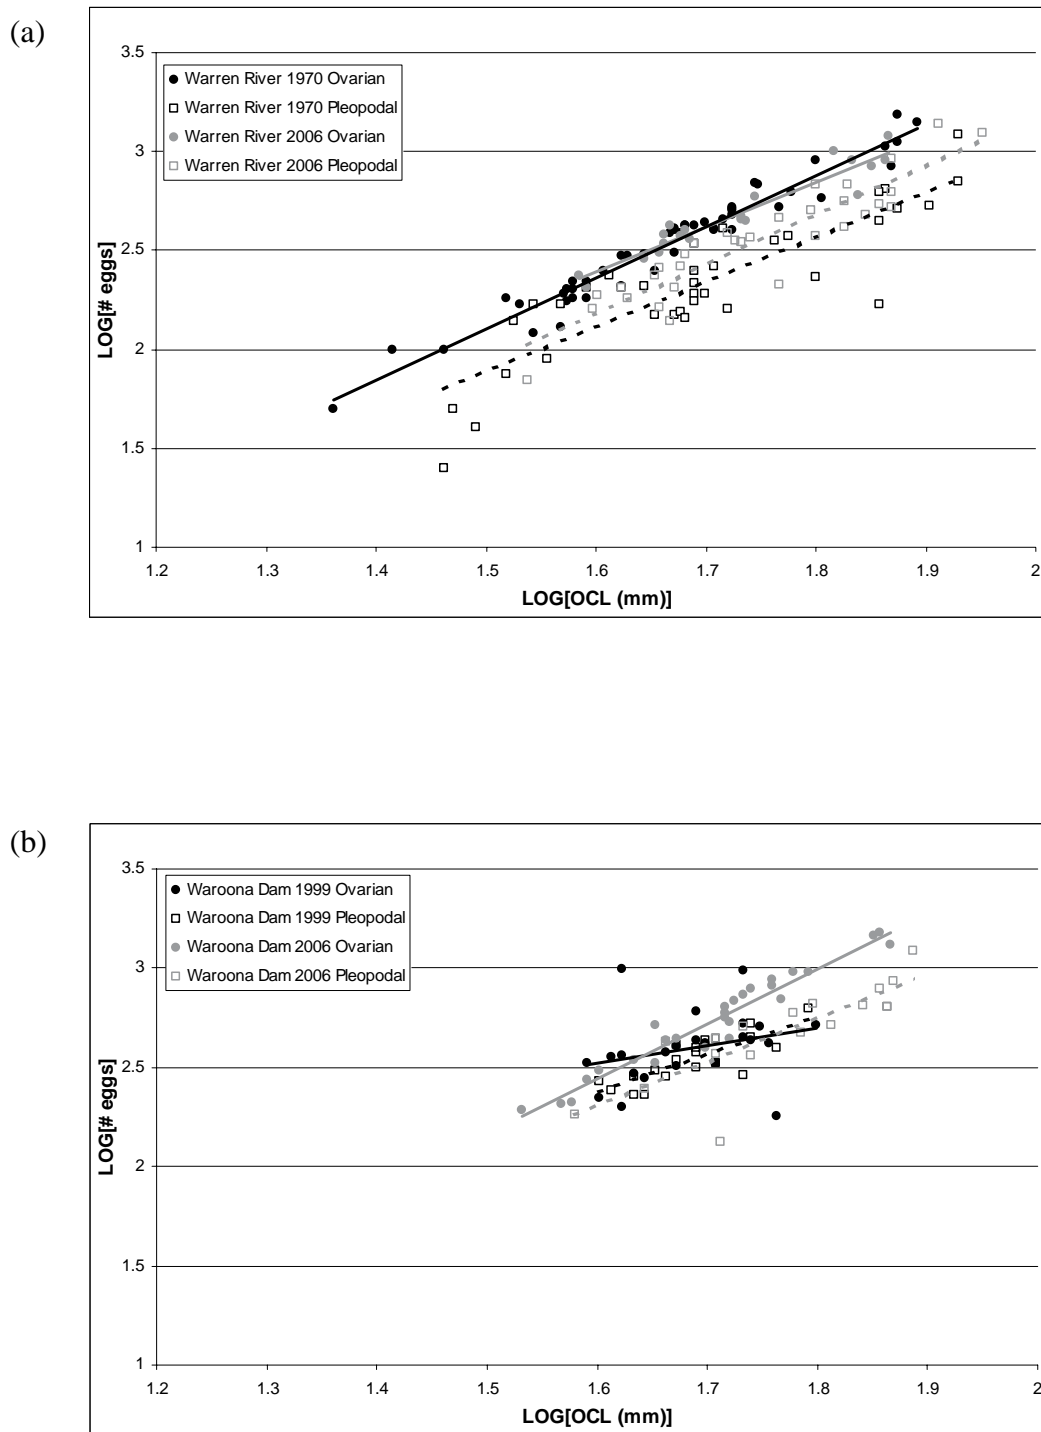 (a)
3.5
Warren River 1970 Ovarian
Warren River 1970 Pleopodal
Warren River 2006 Ovarian
Warren River 2006 Pleopodal
3
2.5
2
1.5
1
LOG[# eggs]
1.2 1.3 1.4 1.5 1.6 1.7 1.8 1.9 2
LOG[OCL (mm)]
(b)
3.5
Waroona Dam 1999 Ovarian
Waroona Dam 1999 Pleopodal
Waroona Dam 2006 Ovarian
Waroona Dam 2006 Pleopodal
3
2.5
2
1.5
1
LOG[# eggs]
1.2 1.3 1.4 1.5 1.6 1.7 1.8 1.9 2
LOG[OCL (mm)]